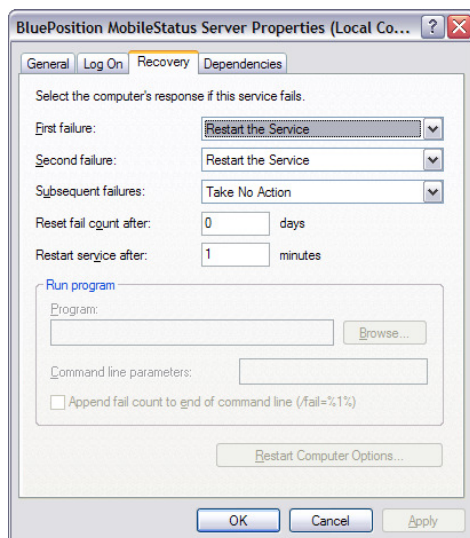 BluePosition MobileStatus Server Properties (Local Co...
General Log On Recovery Dependencies
Select the computer's response if this service fails.
First failure: Restart the Service
Second failure: Restart the Service
Subsequent failures: Take No Action
Reset fail count after: 0 days
Restart service after: 1 minutes
Run program
Program:
Browse...
Command line parameters:
Append fail count to end of command line (/fail=%1%)
Restart Computer Options...
OK Cancel Apply